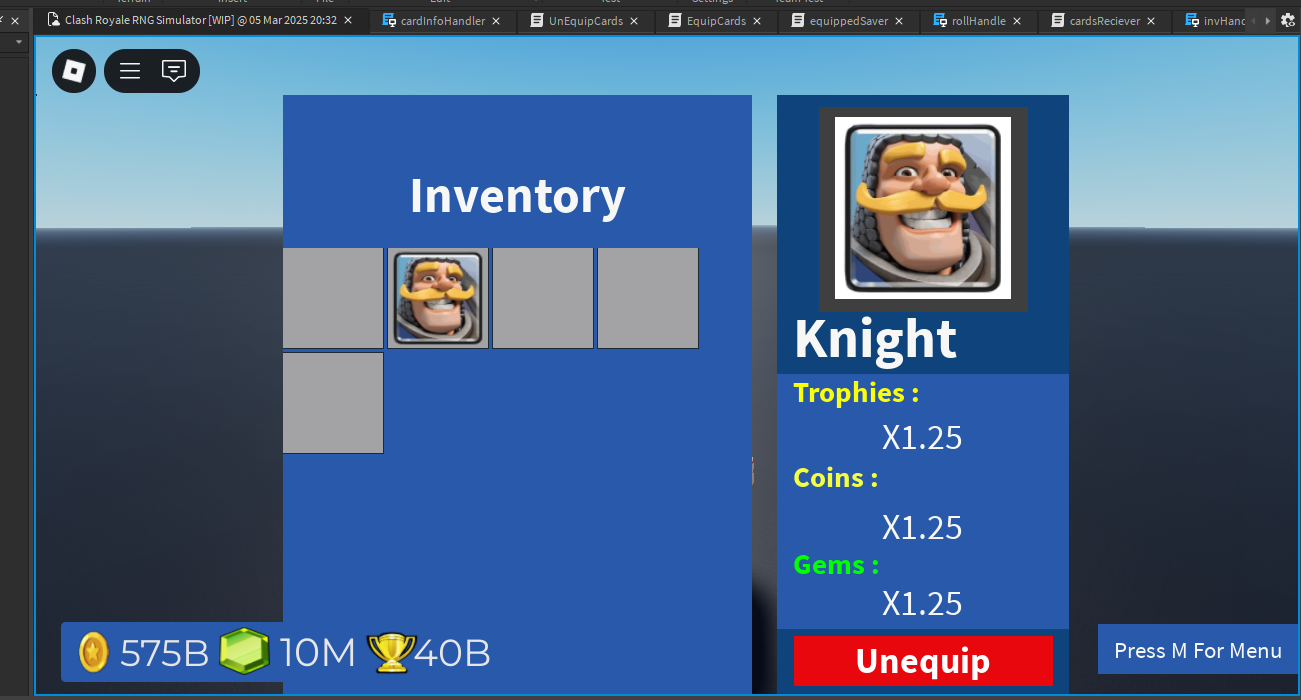 Clash Royale RNG Simulator [WIP] @ 05 Mar 2025 20:32
cardInfoHandler
UnEquipCards
EquipCards
equippedSaver
rollHandle
cardsReciever
invHand
Inventory
Knight
Trophies :
X1.25
Coins :
X1.25
Gems :
X1.25
Unequip
575B
10M
40B
Press M For Menu